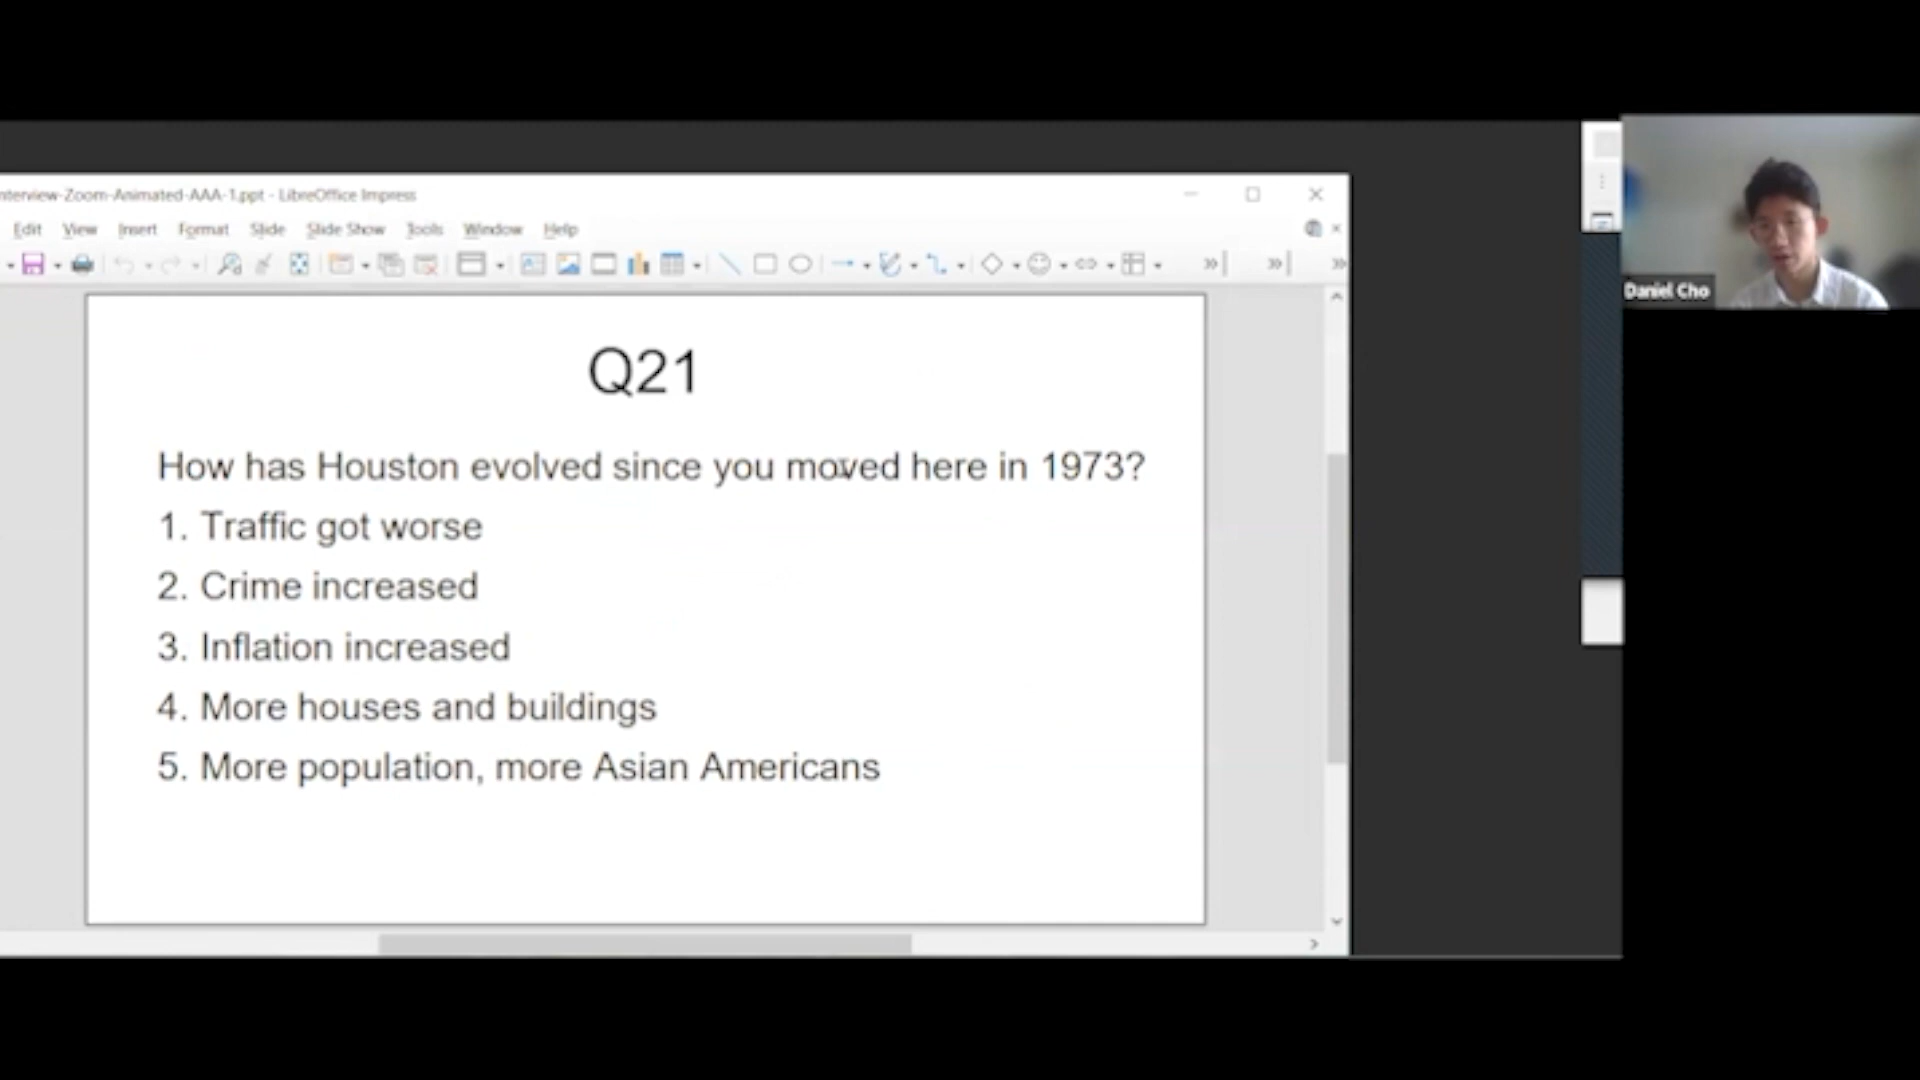 nterview-Zoom-Animated-AAA-1.ppt - LibreOffice Impress
Edit View Insert Format Slide Slide Show Tools Window Help
Daniel Cho
Q21
How has Houston evolved since you moved here in 1973?
1. Traffic got worse
2. Crime increased
3. Inflation increased
4. More houses and buildings
5. More population, more Asian Americans